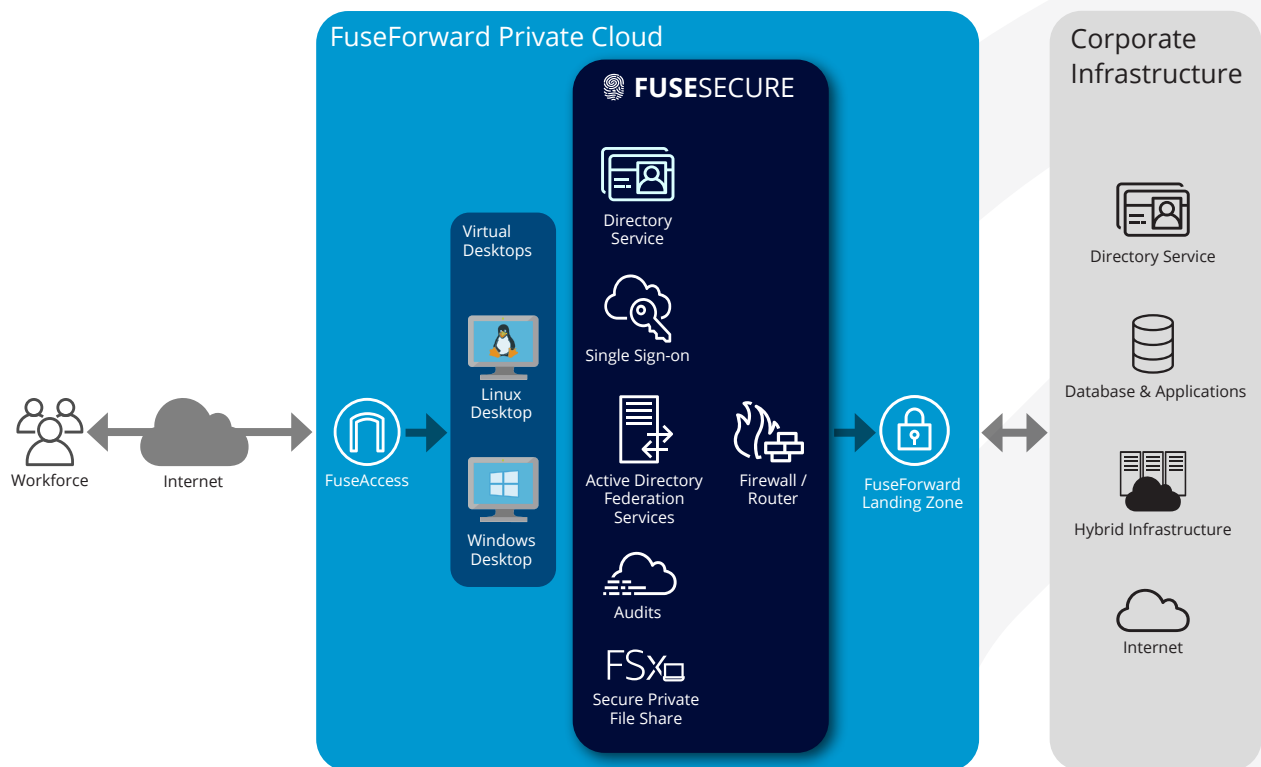 FuseForward Private Cloud
Corporate
Infrastructure
FUSESECURE
Directory
Service
Virtual
Desktops
Directory Service
Single Sign-on
Linux
Desktop
Database & Applications
Workforce
Internet
FuseAccess
Active Directory
Federation
Services
Firewall /
Router
FuseForward
Landing Zone
Hybrid Infrastructure
Windows
Desktop
Audits
Internet
FSx
Secure Private
File Share